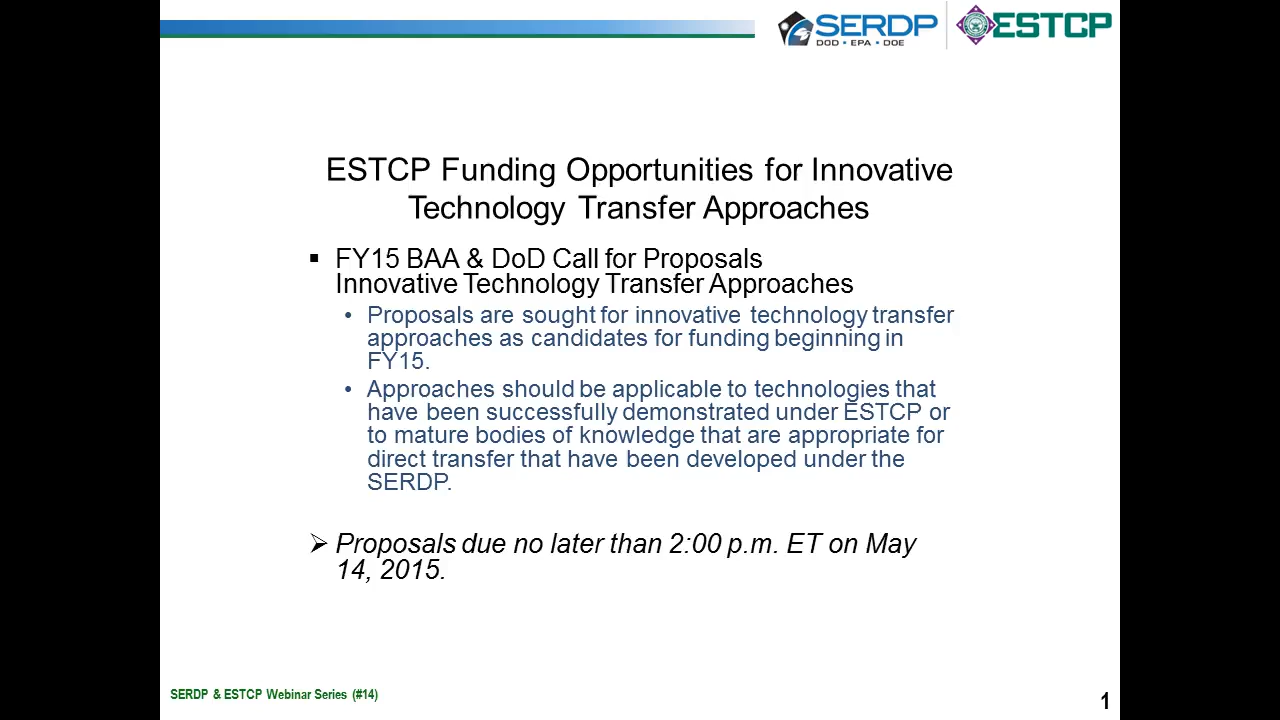 SERDP
DOD • EPA • DOE
ESTCP
ESTCP Funding Opportunities for Innovative
Technology Transfer Approaches
▪ FY15 BAA & DoD Call for Proposals
Innovative Technology Transfer Approaches
• Proposals are sought for innovative technology transfer
approaches as candidates for funding beginning in
FY15.
• Approaches should be applicable to technologies that
have been successfully demonstrated under ESTCP or
to mature bodies of knowledge that are appropriate for
direct transfer that have been developed under the
SERDP.
➢ Proposals due no later than 2:00 p.m. ET on May
14, 2015.
SERDP & ESTCP Webinar Series (#14)
1